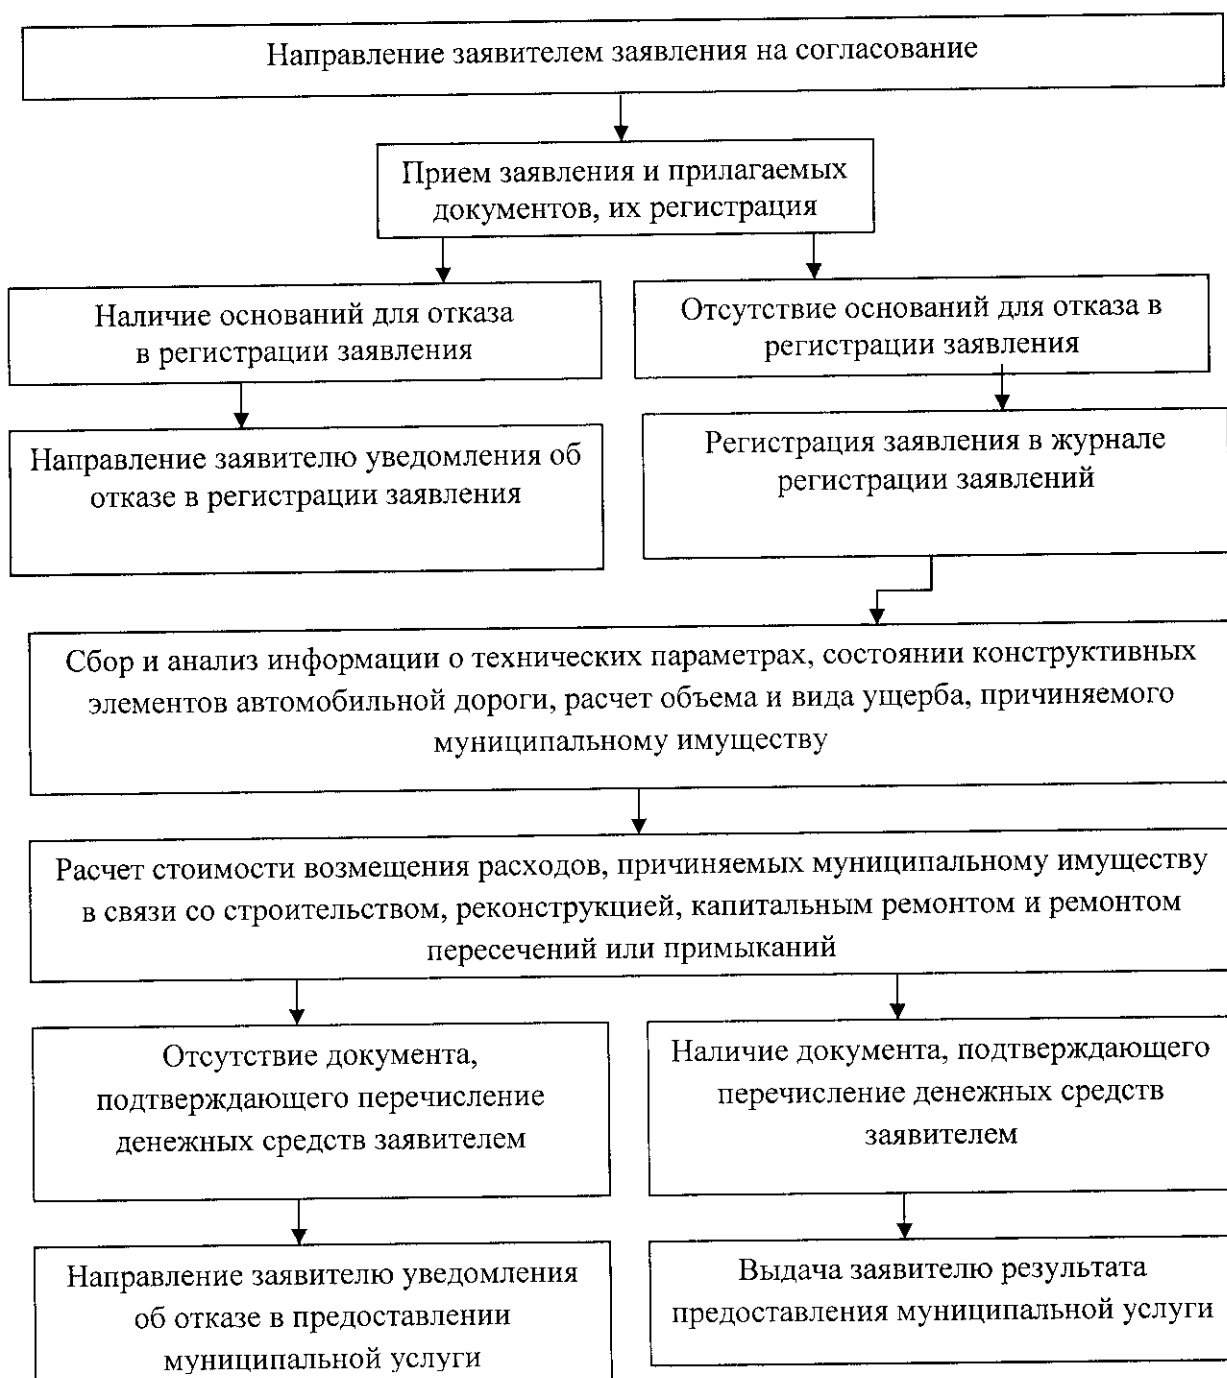 Направление заявителем заявления на согласование
Прием заявления и прилагаемых
документов, их регистрация
Наличие оснований для отказа
в регистрации заявления
Отсутствие оснований для отказа в
регистрации заявления
Направление заявителю уведомления об
отказе в регистрации заявления
Регистрация заявления в журнале
регистрации заявлений
Сбор и анализ информации о технических параметрах, состоянии конструктивных
элементов автомобильной дороги, расчет объема и вида ущерба, причиняемого
муниципальному имуществу
Расчет стоимости возмещения расходов, причиняемых муниципальному имуществу
в связи со строительством, реконструкцией, капитальным ремонтом и ремонтом
пересечений или примыканий
Отсутствие документа,
подтверждающего перечисление
денежных средств заявителем
Наличие документа, подтверждающего
перечисление денежных средств
заявителем
Направление заявителю уведомления
об отказе в предоставлении
муниципальной услуги
Выдача заявителю результата
предоставления муниципальной услуги